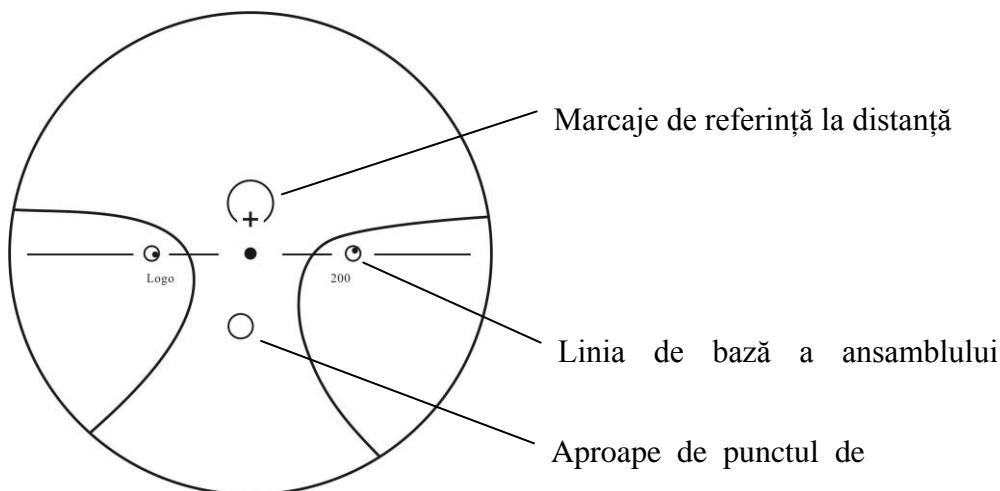 Marcaje de referință la distanță
Logo
200
Linia de bază a ansamblului
Aproape de punctul de